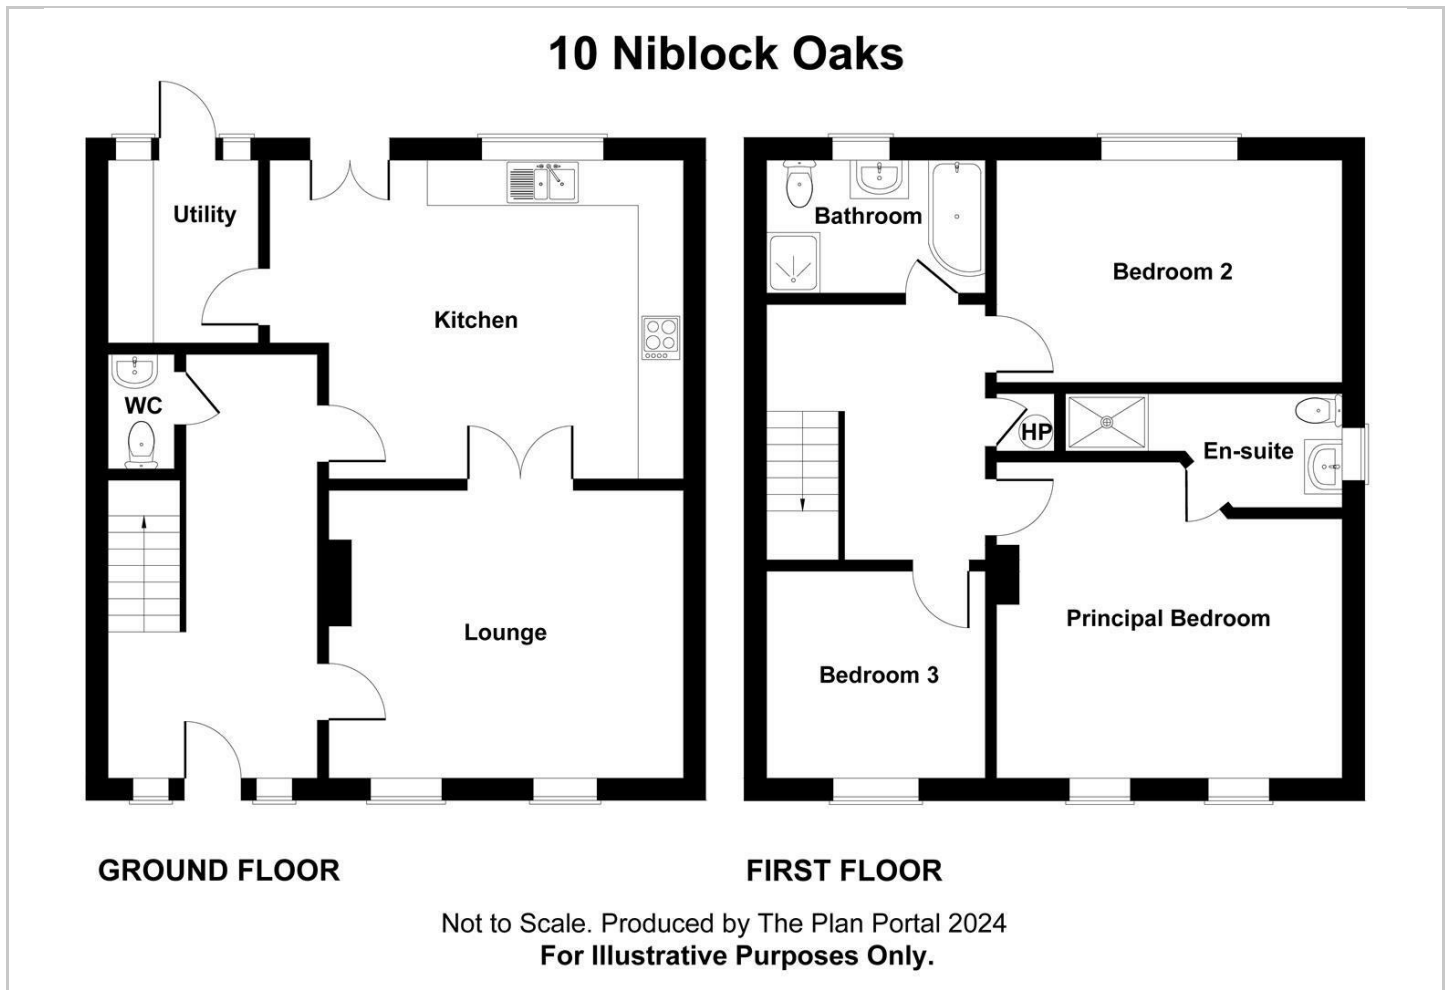 10 Niblock Oaks
Utility
Kitchen
WC
Lounge
Bathroom
Bedroom 2
HP
En-suite
Principal Bedroom
Bedroom 3
GROUND FLOOR
FIRST FLOOR
Not to Scale. Produced by The Plan Portal 2024
For Illustrative Purposes Only.